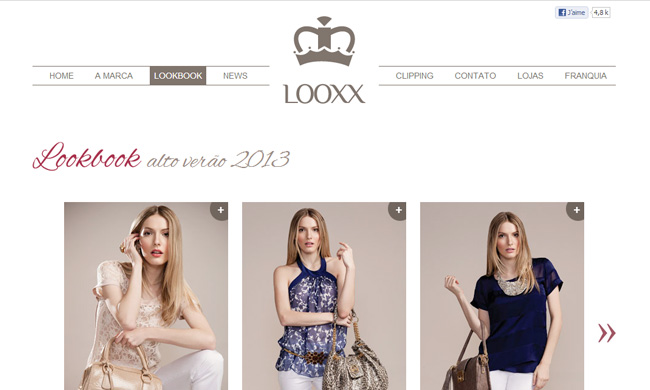 J'aime 4,8 k
HOME A MARCA LOOKBOOK NEWS CLIPPING CONTATO LOJAS FRANQUIA
LOOXX
Lookbook alto verão 2013
+ + +
»